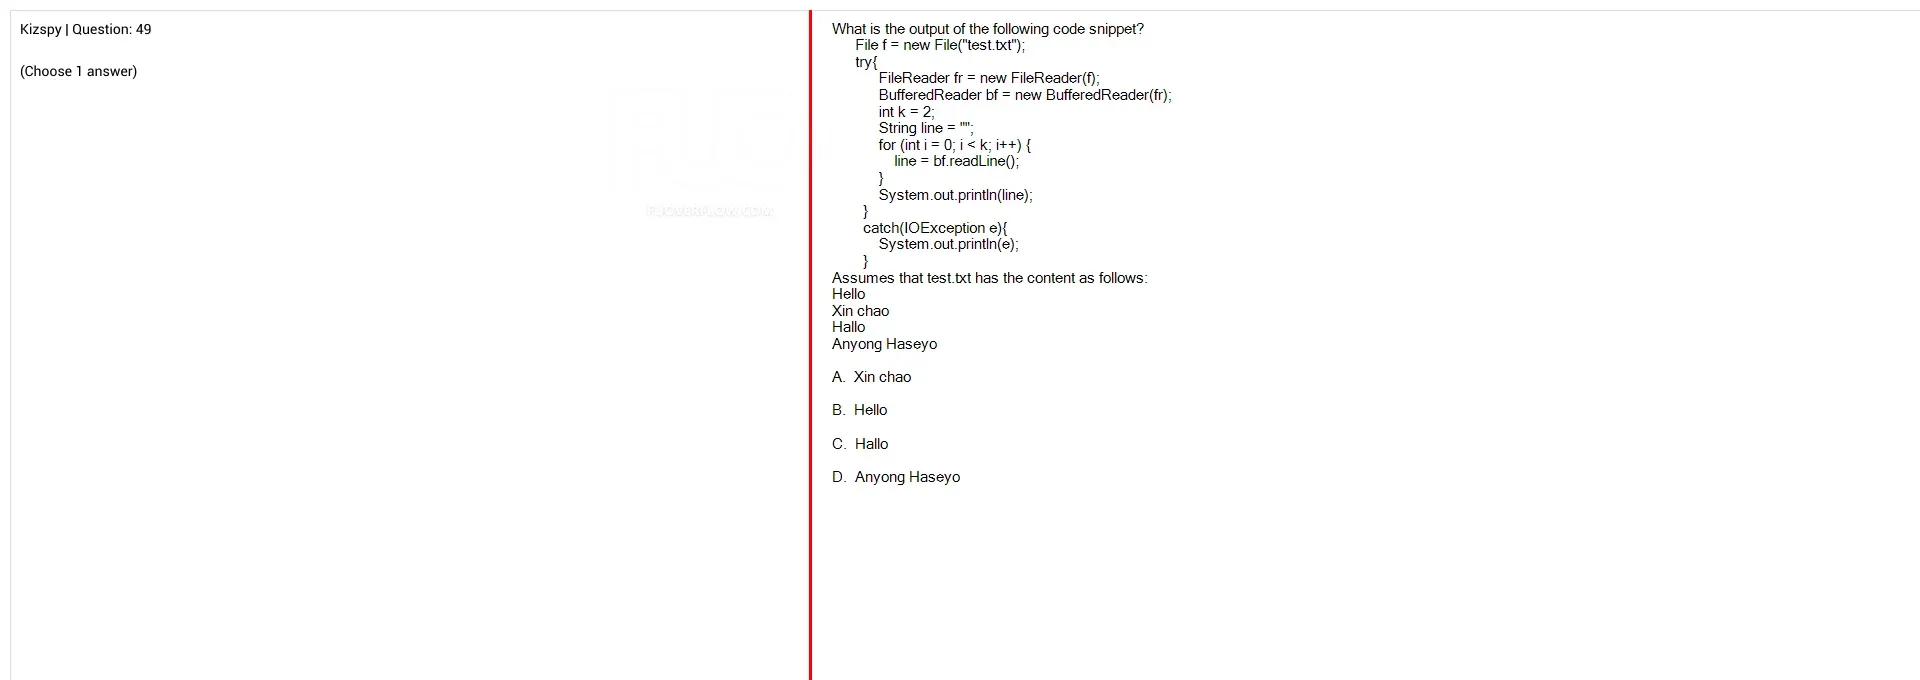 Kizspy | Question: 49
(Choose 1 answer)
FUOVERFLOW.COM
What is the output of the following code snippet?
File f = new File("test.txt");
try{
FileReader fr = new FileReader(f);
BufferedReader bf = new BufferedReader(fr);
int k = 2;
String line = "";
for (int i = 0; i < k; i++) {
line = bf.readLine();
}
System.out.println(line);
}
catch(IOException e){
System.out.println(e);
}
Assumes that test.txt has the content as follows:
Hello
Xin chao
Hallo
Anyong Haseyo
A. Xin chao
B. Hello
C. Hallo
D. Anyong Haseyo